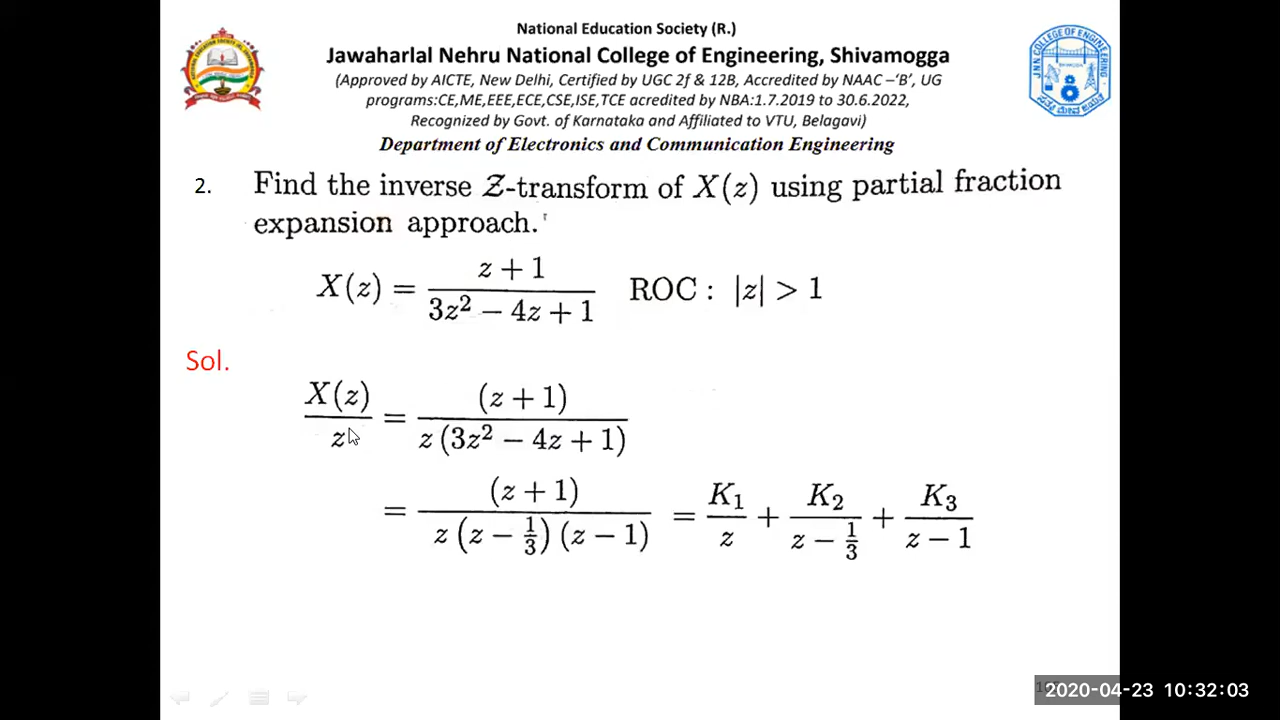 National Education Society (R.)
Jawaharlal Nehru National College of Engineering, Shivamogga
(Approved by AICTE, New Delhi, Certified by UGC 2f & 12B, Accredited by NAAC –‘B’, UG
programs:CE,ME,EEE,ECE,CSE,ISE,TCE acredited by NBA:1.7.2019 to 30.6.2022,
Recognized by Govt. of Karnataka and Affiliated to VTU, Belagavi)
Department of Electronics and Communication Engineering
JNN COLLEGE OF ENGINEERING
2. Find the inverse Z-transform of X(z) using partial fraction
expansion approach.
X(z) = (z + 1) / (3z² − 4z + 1) ROC : |z| > 1
Sol.
X(z)/z = (z + 1) / (z (3z² − 4z + 1))
= (z + 1) / (z (z − 1/3) (z − 1)) = K₁/z + K₂/(z − 1/3) + K₃/(z − 1)
2020-04-23 10:32:03